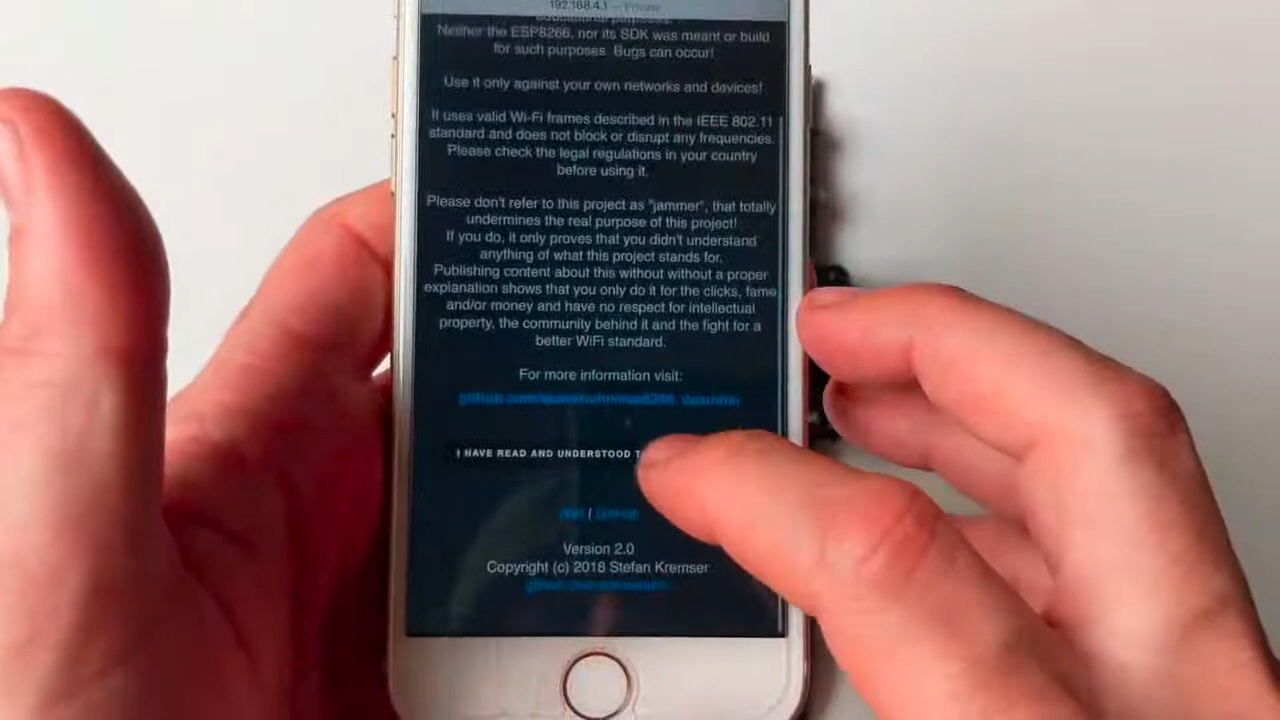 192.168.4.1 — Private
Neither the ESP8266, nor its SDK was meant or build
for such purposes. Bugs can occur!
Use it only against your own networks and devices!
It uses valid Wi-Fi frames described in the IEEE 802.11
standard and does not block or disrupt any frequencies.
Please check the legal regulations in your country
before using it.
Please don't refer to this project as "jammer", that totally
undermines the real purpose of this project!
If you do, it only proves that you didn't understand
anything of what this project stands for.
Publishing content about this without without a proper
explanation shows that you only do it for the clicks, fame
and/or money and have no respect for intellectual
property, the community behind it and the fight for a
better WiFi standard.
For more information visit:
I HAVE READ AND UNDERSTOOD
| GitHub
Version 2.0
Copyright (c) 2018 Stefan Kremser